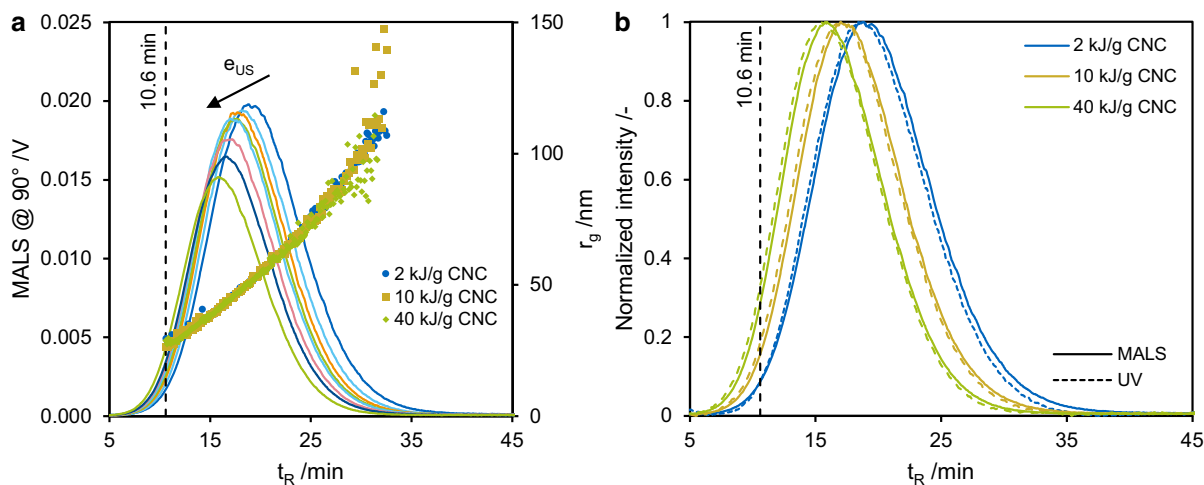 a
MALS @ 90° /V
0.025
0.020
0.015
0.010
0.005
0.000
10.6 min
eUS
2 kJ/g CNC
10 kJ/g CNC
40 kJ/g CNC
150
100
50
0
rg /nm
5 15 25 35 45
tR /min
b
Normalized intensity /-
1
0.8
0.6
0.4
0.2
0
10.6 min
2 kJ/g CNC
10 kJ/g CNC
40 kJ/g CNC
MALS
UV
5 15 25 35 45
tR /min